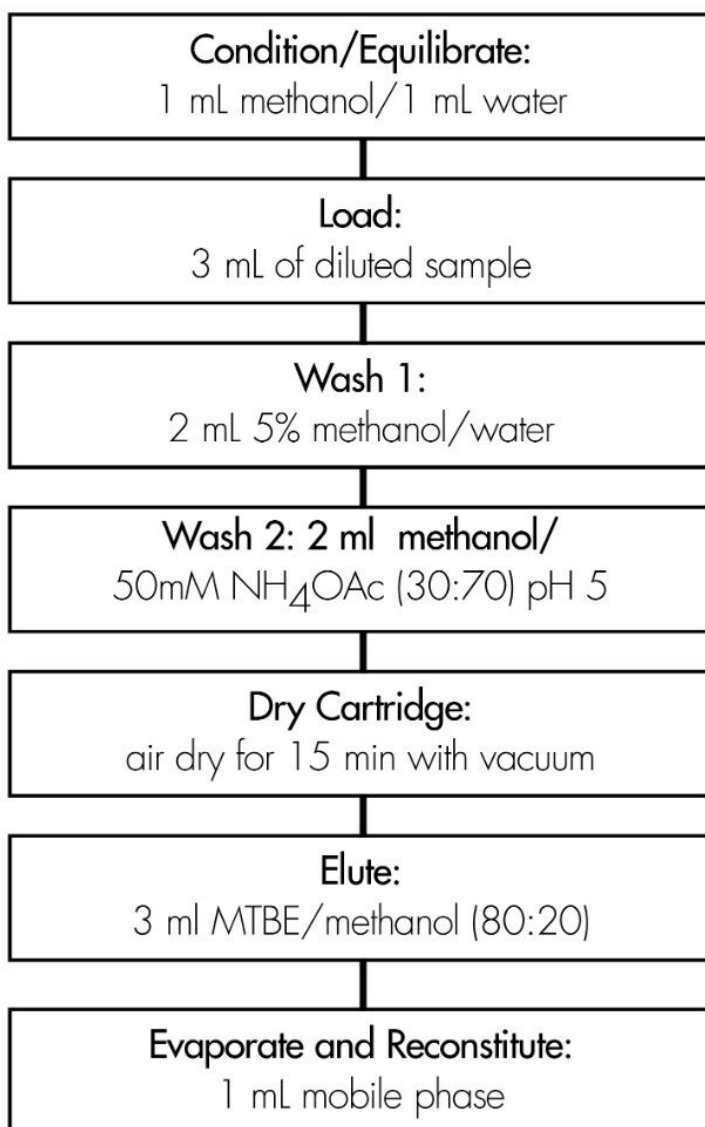 Condition/Equilibrate:
1 mL methanol/1 mL water
Load:
3 mL of diluted sample
Wash 1:
2 mL 5% methanol/water
Wash 2: 2 ml methanol/
50mM NH₄OAc (30:70) pH 5
Dry Cartridge:
air dry for 15 min with vacuum
Elute:
3 ml MTBE/methanol (80:20)
Evaporate and Reconstitute:
1 mL mobile phase